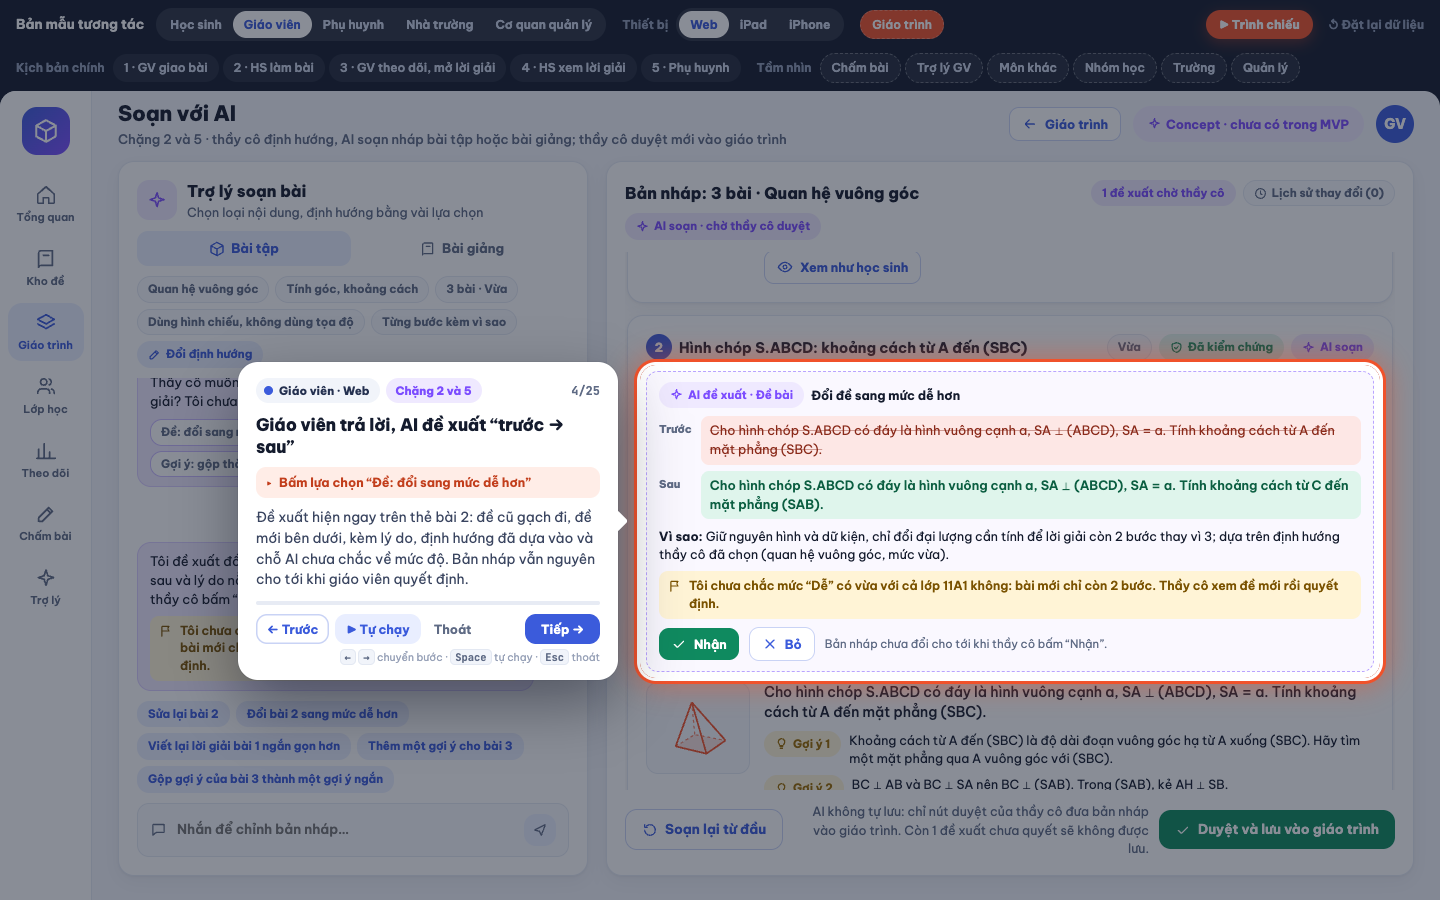 Bản mẫu tương tác
Học sinh
Giáo viên
Phụ huynh
Nhà trường
Cơ quan quản lý
Thiết bị
Web
iPad
iPhone
Giáo trình
Trình chiếu
Đặt lại dữ liệu
Kịch bản chính
1 · GV giao bài
2 · HS làm bài
3 · GV theo dõi, mở lời giải
4 · HS xem lời giải
5 · Phụ huynh
Tầm nhìn
Chấm bài
Trợ lý GV
Môn khác
Nhóm học
Trường
Quản lý
Soạn với AI
Chặng 2 và 5 · thầy cô định hướng, AI soạn nháp bài tập hoặc bài giảng; thầy cô duyệt mới vào giáo trình
← Giáo trình
Concept · chưa có trong MVP
GV
Tổng quan
Kho đề
Giáo trình
Lớp học
Theo dõi
Chấm bài
Trợ lý
Trợ lý soạn bài
Chọn loại nội dung, định hướng bằng vài lựa chọn
Bài tập
Bài giảng
Quan hệ vuông góc
Tính góc, khoảng cách
3 bài · Vừa
Dùng hình chiếu, không dùng tọa độ
Từng bước kèm vì sao
Đổi định hướng
Thầy cô muốn
giải? Tôi chưa
Đề: đổi sang
Gợi ý: gộp
Tôi đề xuất
sau và lý do
thầy cô bấm
Tôi chưa
bài mới
định.
Sửa lại bài 2
Đổi bài 2 sang mức dễ hơn
Viết lại lời giải bài 1 ngắn gọn hơn
Thêm một gợi ý cho bài 3
Gộp gợi ý của bài 3 thành một gợi ý ngắn
Nhắn để chỉnh bản nháp...
Giáo viên · Web
Chặng 2 và 5
4/25
Giáo viên trả lời, AI đề xuất “trước →
sau”
▸ Bấm lựa chọn “Đề: đổi sang mức dễ hơn”
Đề xuất hiện ngay trên thẻ bài 2: đề cũ gạch đi, đề
mới bên dưới, kèm lý do, định hướng đã dựa vào và
chỗ AI chưa chắc về mức độ. Bản nháp vẫn nguyên
cho tới khi giáo viên quyết định.
← Trước
Tự chạy
Thoát
Tiếp →
← → chuyển bước · Space tự chạy · Esc thoát
Bản nháp: 3 bài · Quan hệ vuông góc
1 đề xuất chờ thầy cô
Lịch sử thay đổi (0)
AI soạn · chờ thầy cô duyệt
Xem như học sinh
2
Hình chóp S.ABCD: khoảng cách từ A đến (SBC)
Vừa
Đã kiểm chứng
AI soạn
AI đề xuất · Đề bài
Đổi đề sang mức dễ hơn
Trước
Cho hình chóp S.ABCD có đáy là hình vuông cạnh a, SA ⊥ (ABCD), SA = a. Tính khoảng cách từ A đến
mặt phẳng (SBC).
Sau
Cho hình chóp S.ABCD có đáy là hình vuông cạnh a, SA ⊥ (ABCD), SA = a. Tính khoảng cách từ C đến
mặt phẳng (SAB).
Vì sao: Giữ nguyên hình và dữ kiện, chỉ đổi đại lượng cần tính để lời giải còn 2 bước thay vì 3; dựa trên định hướng
thầy cô đã chọn (quan hệ vuông góc, mức vừa).
Tôi chưa chắc mức “Dễ” có vừa với cả lớp 11A1 không: bài mới chỉ còn 2 bước. Thầy cô xem đề mới rồi quyết
định.
Nhận
Bỏ
Bản nháp chưa đổi cho tới khi thầy cô bấm “Nhận”.
Cho hình chóp S.ABCD có đáy là hình vuông cạnh a, SA ⊥ (ABCD), SA = a. Tính khoảng
cách từ A đến mặt phẳng (SBC).
Gợi ý 1
Khoảng cách từ A đến (SBC) là độ dài đoạn vuông góc hạ từ A xuống (SBC). Hãy tìm
một mặt phẳng qua A vuông góc với (SBC).
Gợi ý 2
BC ⊥ AB và BC ⊥ SA nên BC ⊥ (SAB). Trong (SAB), kẻ AH ⊥ SB.
Soạn lại từ đầu
AI không tự lưu: chỉ nút duyệt của thầy cô đưa bản nháp
vào giáo trình. Còn 1 đề xuất chưa quyết sẽ không được
lưu.
Duyệt và lưu vào giáo trình